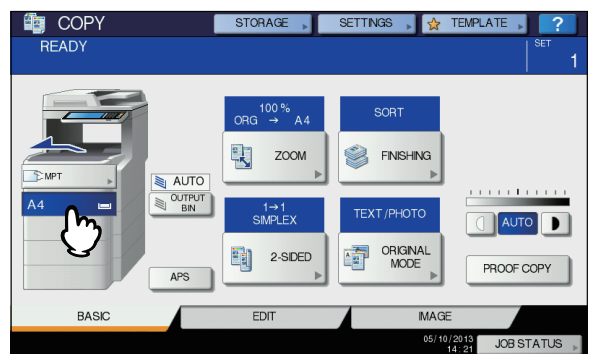 COPY
STORAGE
SETTINGS
TEMPLATE
?
READY
SET
1
100 %
ORG → A4
ZOOM
SORT
FINISHING
MPT
A4
AUTO
OUTPUT
BIN
1→1
SIMPLEX
2-SIDED
TEXT/PHOTO
ORIGINAL
MODE
AUTO
APS
PROOF COPY
BASIC
EDIT
IMAGE
05/10/2013
14:21
JOB STATUS